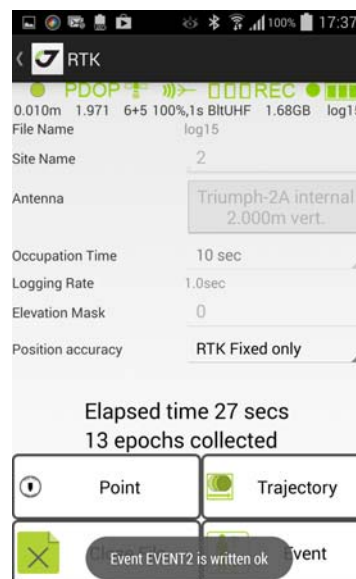 100% 17:37
RTK
PDOP REC
0.010m 1.971 6+5 100%,1s BltUHF 1.68GB log15
File Name log15
Site Name 2
Antenna Triumph-2A internal
2.000m vert.
Occupation Time 10 sec
Logging Rate 1.0sec
Elevation Mask 0
Position accuracy RTK Fixed only
Elapsed time 27 secs
13 epochs collected
Point Trajectory
Event EVENT2 is written ok
Event